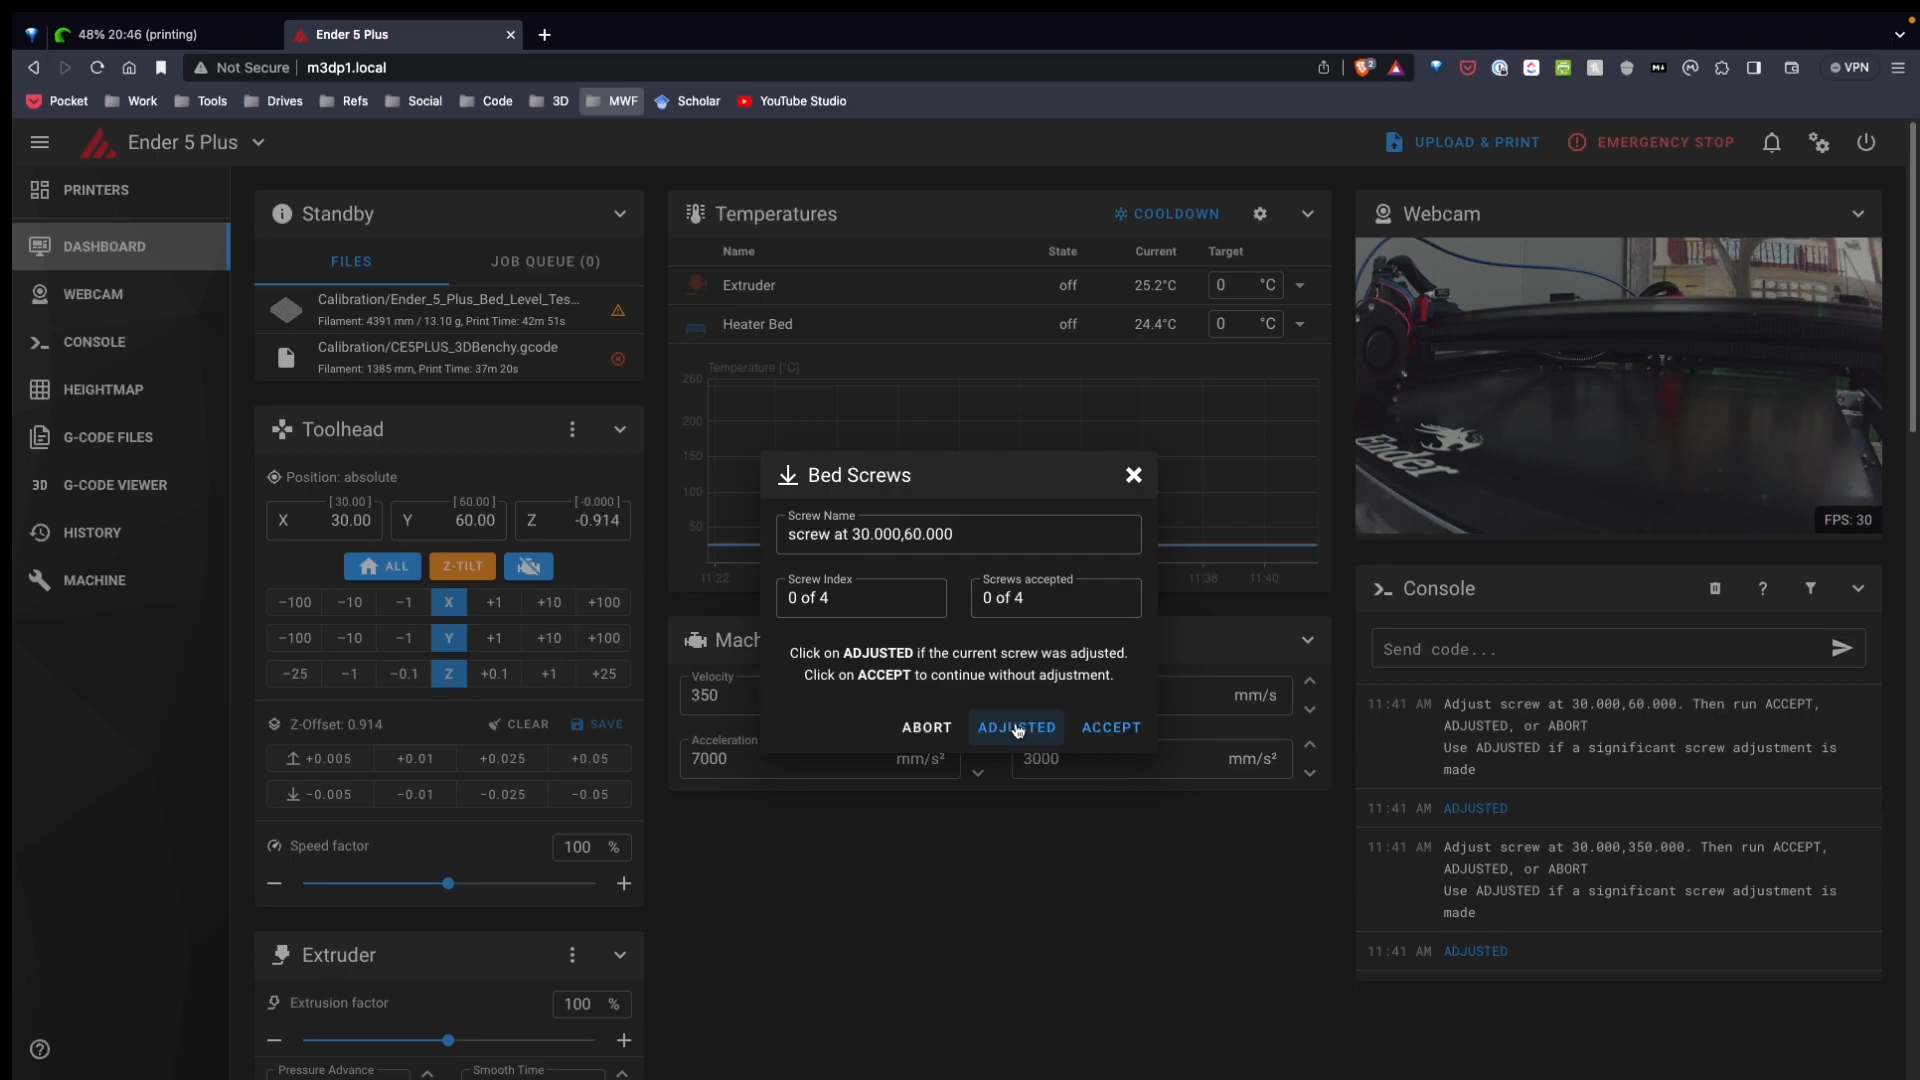 48% 20:46 (printing)
Ender 5 Plus
Not Secure
m3dp1.local
2
VPN
Pocket
Work
Tools
Drives
Refs
Social
Code
3D
MWF
Scholar
YouTube Studio
Ender 5 Plus
UPLOAD & PRINT
EMERGENCY STOP
PRINTERS
DASHBOARD
WEBCAM
CONSOLE
HEIGHTMAP
G-CODE FILES
3D G-CODE VIEWER
HISTORY
MACHINE
Standby
FILES
JOB QUEUE (0)
Calibration/Ender_5_Plus_Bed_Level_Tes...
Filament: 4391 mm / 13.10 g, Print Time: 42m 51s
Calibration/CE5PLUS_3DBenchy.gcode
Filament: 1385 mm, Print Time: 37m 20s
Toolhead
Position: absolute
[ 30.00 ]
X 30.00
[ 60.00 ]
Y 60.00
[ -0.000 ]
Z -0.914
ALL
Z-TILT
−100 −10 −1 X +1 +10 +100
−100 −10 −1 Y +1 +10 +100
−25 −1 −0.1 Z +0.1 +1 +25
Z-Offset: 0.914
CLEAR
SAVE
+0.005 +0.01 +0.025 +0.05
−0.005 −0.01 −0.025 −0.05
Speed factor
100 %
Extruder
Extrusion factor
100 %
Pressure Advance
Smooth Time
Temperatures
COOLDOWN
Name State Current Target
Extruder off 25.2°C 0 °C
Heater Bed off 24.4°C 0 °C
Temperature [°C]
260
200
150
100
50
11:22
11:38
11:40
Mach
Velocity
350
mm/s
Acceleration
7000 mm/s²
3000 mm/s²
Bed Screws
Screw Name
screw at 30.000,60.000
Screw Index
0 of 4
Screws accepted
0 of 4
Click on ADJUSTED if the current screw was adjusted.
Click on ACCEPT to continue without adjustment.
ABORT
ADJUSTED
ACCEPT
Webcam
Ender
FPS: 30
Console
Send code...
11:41 AM Adjust screw at 30.000,60.000. Then run ACCEPT,
ADJUSTED, or ABORT
Use ADJUSTED if a significant screw adjustment is
made
11:41 AM ADJUSTED
11:41 AM Adjust screw at 30.000,350.000. Then run ACCEPT,
ADJUSTED, or ABORT
Use ADJUSTED if a significant screw adjustment is
made
11:41 AM ADJUSTED